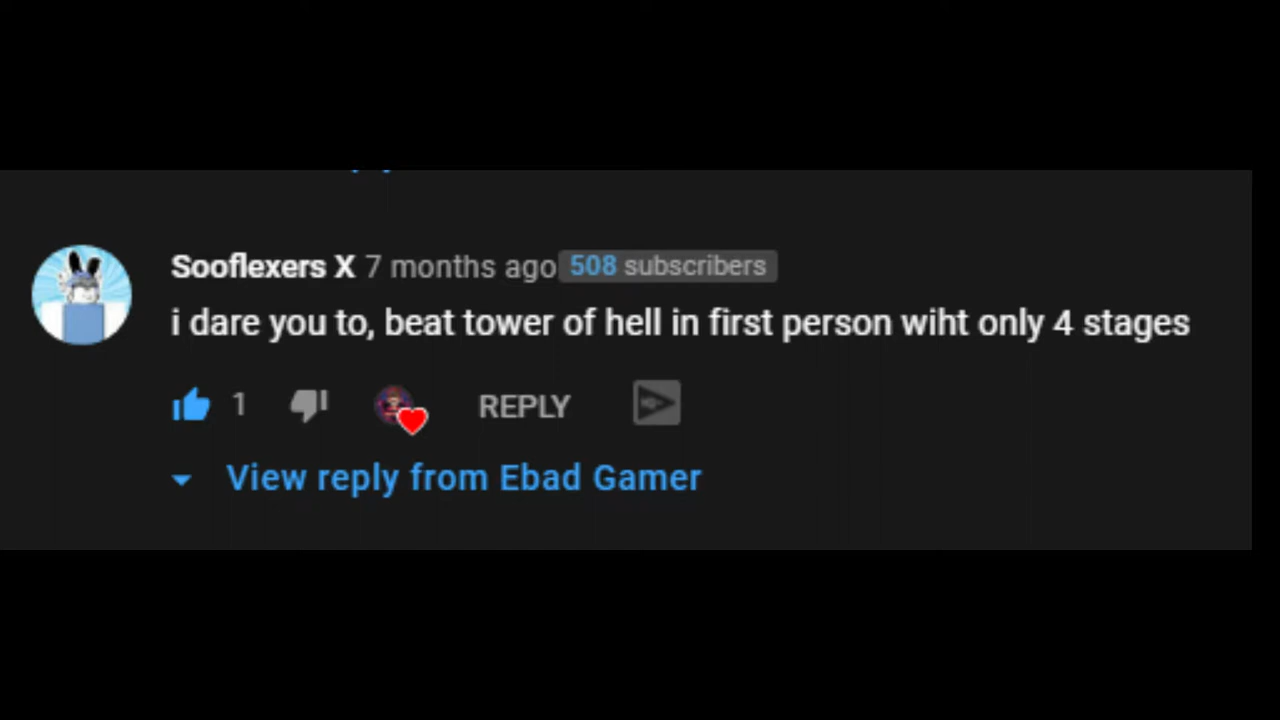 Sooflexers X 7 months ago 508 subscribers
i dare you to, beat tower of hell in first person wiht only 4 stages
1 REPLY
View reply from Ebad Gamer